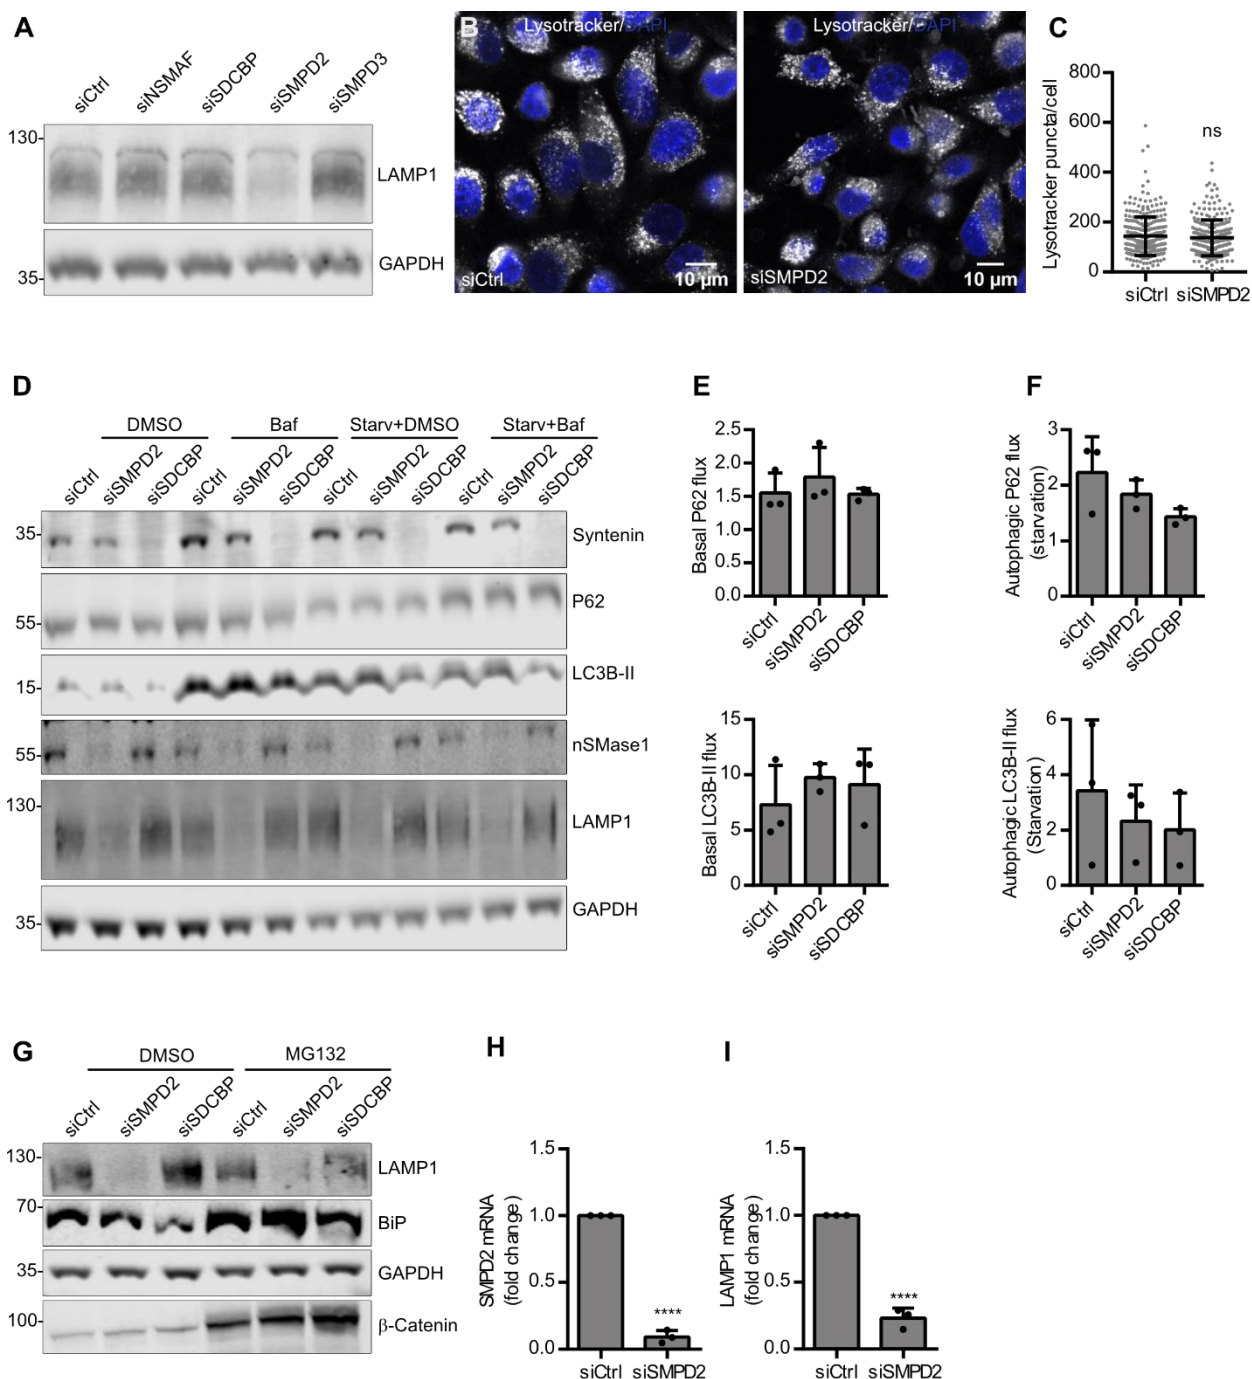 A
siCtrl
siNSMAF
siSDCBP
siSMPD2
siSMPD3
130
LAMP1
GAPDH
35
B
Lysotracker/DAPI
siCtrl
10 µm
Lysotracker/DAPI
siSMPD2
10 µm
C
Lysotracker puncta/cell
800
600
400
200
0
ns
siCtrl siSMPD2
D
DMSO Baf Starv+DMSO Starv+Baf
siCtrl siSMPD2 siSDCBP siCtrl siSMPD2 siSDCBP siCtrl siSMPD2 siSDCBP siCtrl siSMPD2 siSDCBP
35 Syntenin
P62
55
LC3B-II
15
nSMase1
55
130
LAMP1
GAPDH
35
E
Basal P62 flux
2.5
2.0
1.5
1.0
0.5
0.0
siCtrl
siSMPD2
siSDCBP
Basal LC3B-II flux
15
10
5
0
siCtrl
siSMPD2
siSDCBP
F
Autophagic P62 flux
(starvation)
3
2
1
0
siCtrl
siSMPD2
siSDCBP
Autophagic LC3B-II flux
(Starvation)
6
4
2
0
siCtrl
siSMPD2
siSDCBP
G
DMSO MG132
siCtrl siSMPD2 siSDCBP siCtrl siSMPD2 siSDCBP
130 LAMP1
70
BiP
35 GAPDH
100 β-Catenin
H
SMPD2 mRNA
(fold change)
1.5
1.0
0.5
0.0
****
siCtrl siSMPD2
I
LAMP1 mRNA
(fold change)
1.5
1.0
0.5
0.0
****
siCtrl siSMPD2